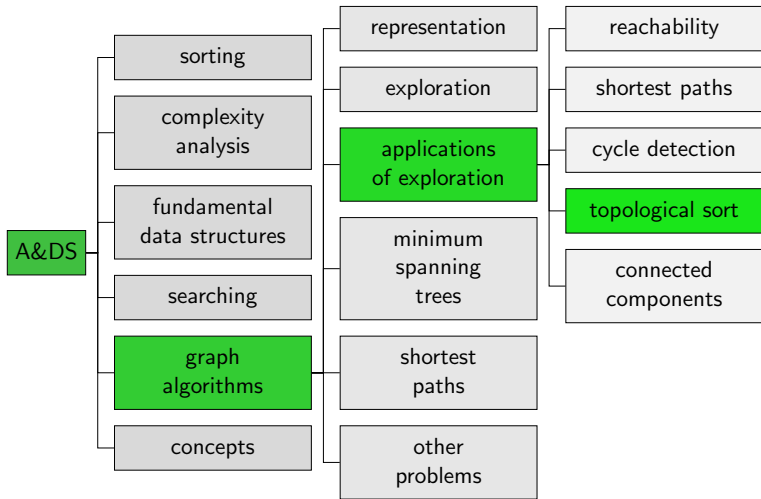 A&DS
sorting
complexity
analysis
fundamental
data structures
searching
graph
algorithms
concepts
representation
exploration
applications
of exploration
minimum
spanning
trees
shortest
paths
other
problems
reachability
shortest paths
cycle detection
topological sort
connected
components